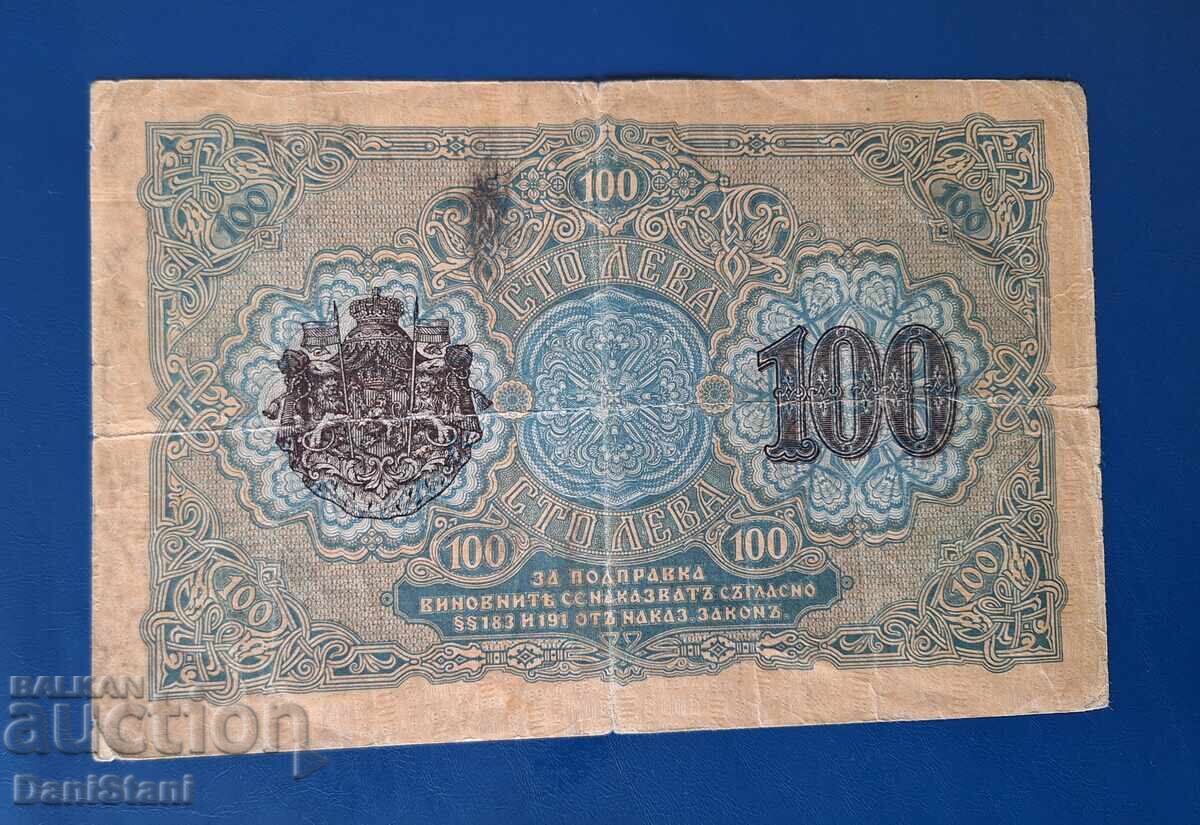 100
100
100
СТО ЛЕВА
100
СТО ЛЕВА
100
100
ЗА ПОДПРАВКА
ВИНОВНИТѢ СЕ НАКАЗВАТЪ СЪГЛАСНО
§§ 183 И 191 ОТЪ НАКАЗ. ЗАКОНЪ.
100
100
BALKAN
auction
DaniStani